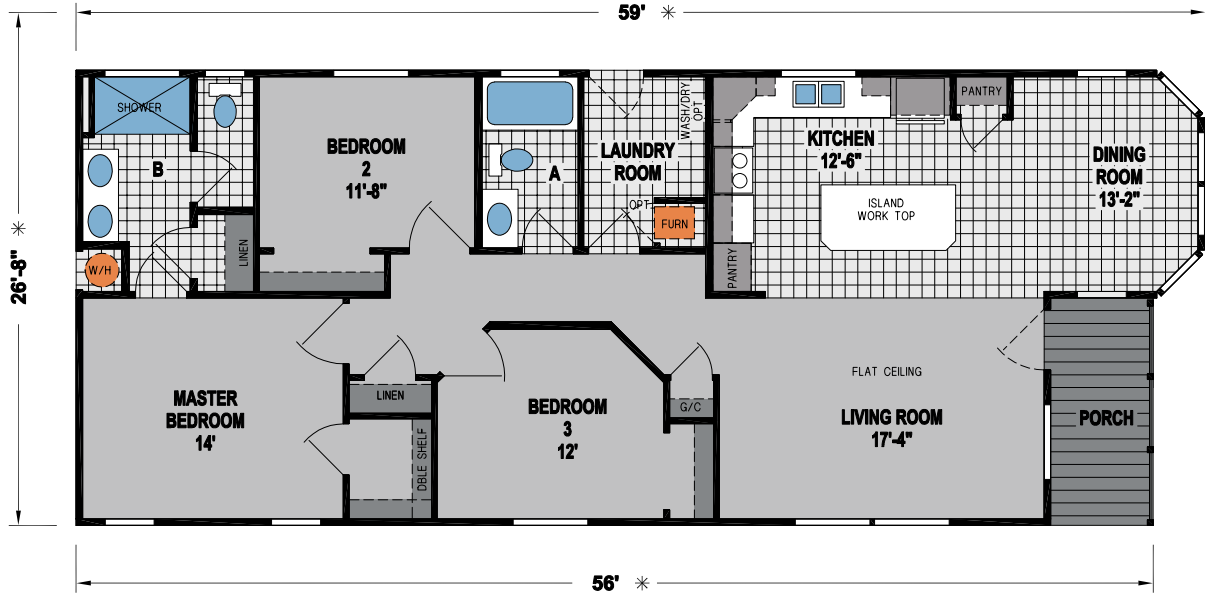 59' ✳
SHOWER
B
LINEN
W/H
BEDROOM
2
11'-8"
A
LAUNDRY
ROOM
WASH/DRY
OPT
OPT
FURN
KITCHEN
12'-6"
PANTRY
ISLAND
WORK TOP
PANTRY
DINING
ROOM
13'-2"
26'-8" ✳
MASTER
BEDROOM
14'
LINEN
DBLE SHELF
BEDROOM
3
12'
G/C
FLAT CEILING
LIVING ROOM
17'-4"
PORCH
56' ✳